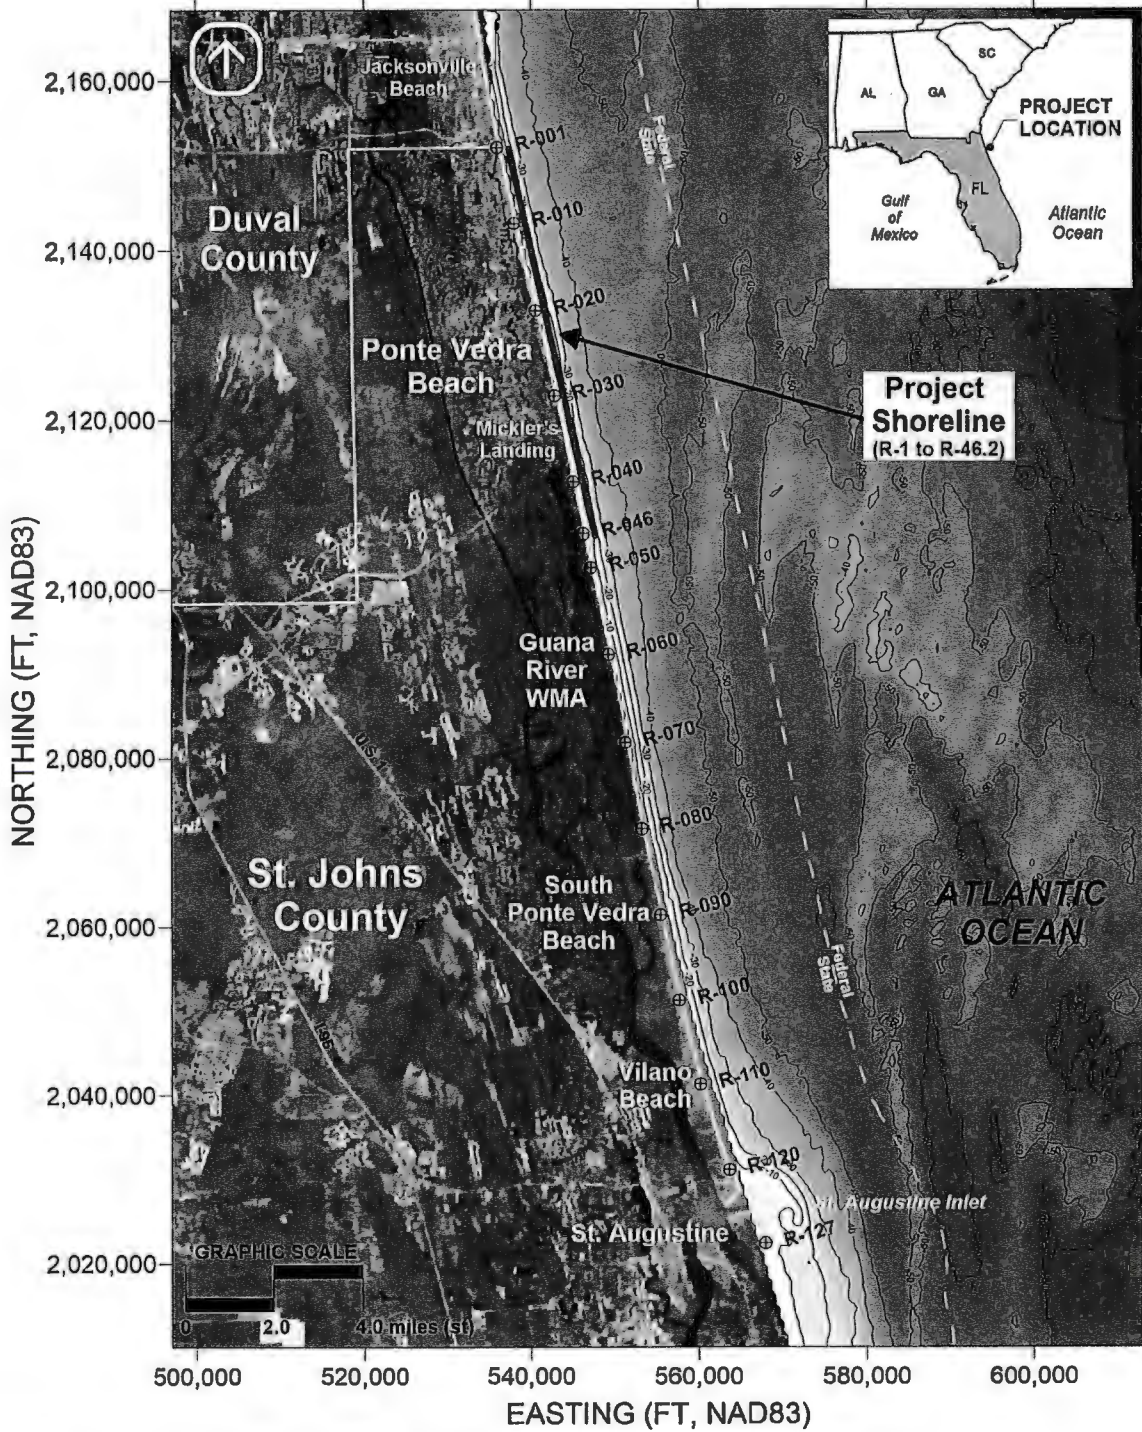 Jacksonville
Beach
AL
GA
SC
FL
PROJECT
LOCATION
Gulf
of
Mexico
Atlantic
Ocean
2,160,000
2,140,000
2,120,000
2,100,000
2,080,000
2,060,000
2,040,000
2,020,000
NORTHING (FT, NAD83)
R-001
R-010
R-020
R-030
R-040
R-046
R-050
R-060
R-070
R-080
R-090
R-100
R-110
R-120
R-127
Federal
State
Duval
County
Ponte Vedra
Beach
Mickler's
Landing
Project
Shoreline
(R-1 to R-46.2)
Guana
River
WMA
U.S. 1
St. Johns
County
South
Ponte Vedra
Beach
ATLANTIC
OCEAN
Federal
State
I-95
Vilano
Beach
St. Augustine Inlet
St. Augustine
GRAPHIC SCALE
0 2.0 4.0 miles (st)
500,000 520,000 540,000 560,000 580,000 600,000
EASTING (FT, NAD83)